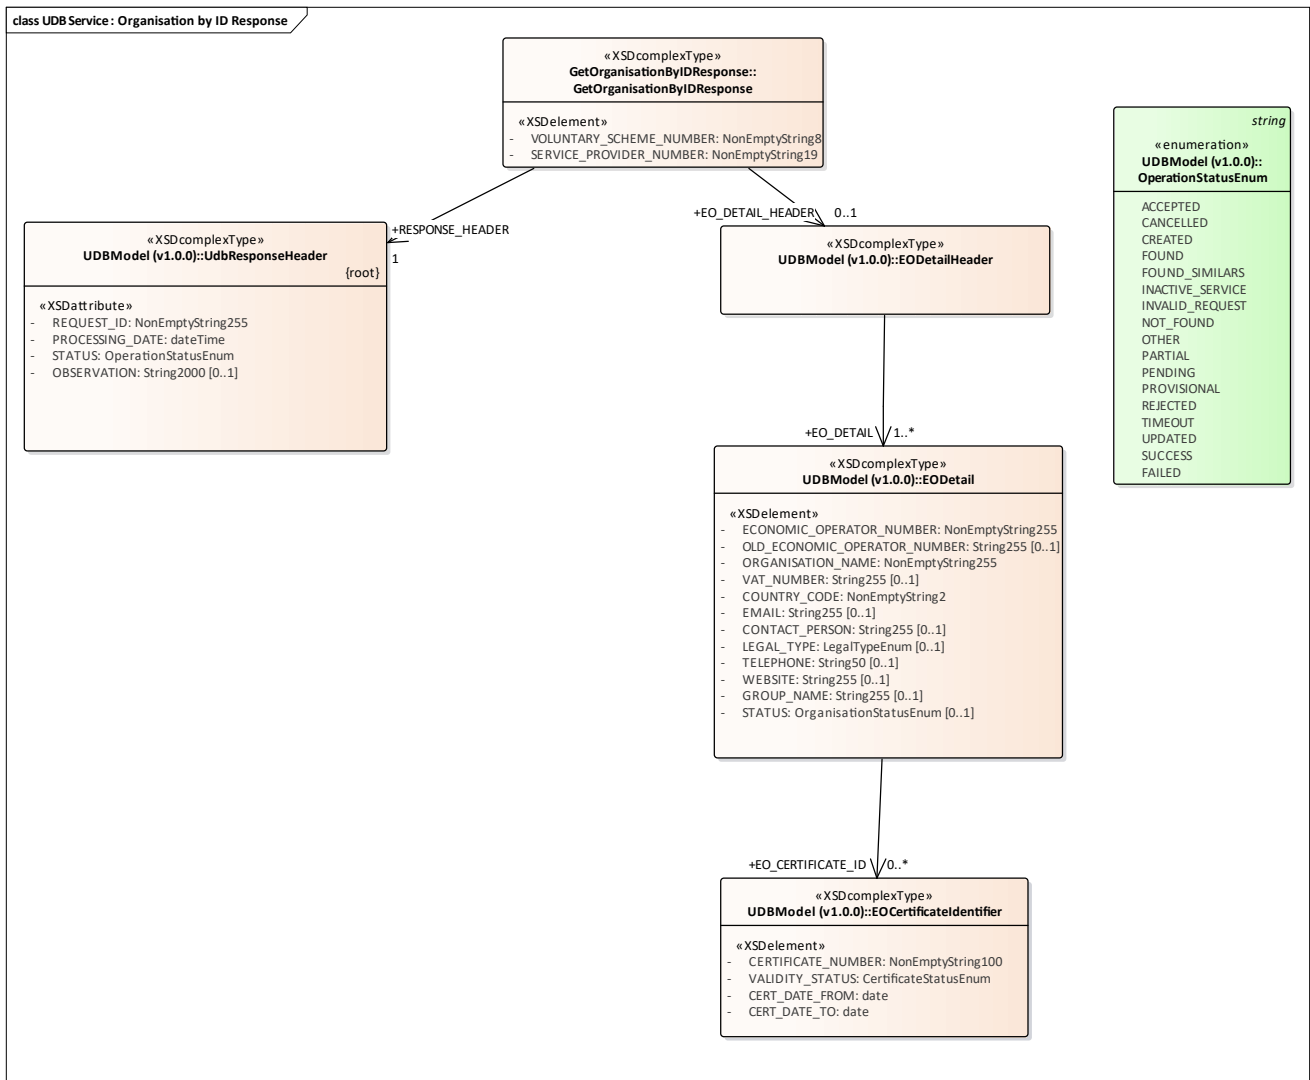 class UDB Service : Organisation by ID Response
«XSDcomplexType»
GetOrganisationByIDResponse::
GetOrganisationByIDResponse
«XSDelement»
- VOLUNTARY_SCHEME_NUMBER: NonEmptyString8
- SERVICE_PROVIDER_NUMBER: NonEmptyString19
string
«enumeration»
UDBModel (v1.0.0)::
OperationStatusEnum
ACCEPTED
CANCELLED
CREATED
FOUND
FOUND_SIMILARS
INACTIVE_SERVICE
INVALID_REQUEST
NOT_FOUND
OTHER
PARTIAL
PENDING
PROVISIONAL
REJECTED
TIMEOUT
UPDATED
SUCCESS
FAILED
+RESPONSE_HEADER
1
+EO_DETAIL_HEADER 0..1
«XSDcomplexType»
UDBModel (v1.0.0)::UdbResponseHeader
{root}
«XSDattribute»
- REQUEST_ID: NonEmptyString255
- PROCESSING_DATE: dateTime
- STATUS: OperationStatusEnum
- OBSERVATION: String2000 [0..1]
«XSDcomplexType»
UDBModel (v1.0.0)::EODetailHeader
+EO_DETAIL 1..*
«XSDcomplexType»
UDBModel (v1.0.0)::EODetail
«XSDelement»
- ECONOMIC_OPERATOR_NUMBER: NonEmptyString255
- OLD_ECONOMIC_OPERATOR_NUMBER: String255 [0..1]
- ORGANISATION_NAME: NonEmptyString255
- VAT_NUMBER: String255 [0..1]
- COUNTRY_CODE: NonEmptyString2
- EMAIL: String255 [0..1]
- CONTACT_PERSON: String255 [0..1]
- LEGAL_TYPE: LegalTypeEnum [0..1]
- TELEPHONE: String50 [0..1]
- WEBSITE: String255 [0..1]
- GROUP_NAME: String255 [0..1]
- STATUS: OrganisationStatusEnum [0..1]
+EO_CERTIFICATE_ID 0..*
«XSDcomplexType»
UDBModel (v1.0.0)::EOCertificateIdentifier
«XSDelement»
- CERTIFICATE_NUMBER: NonEmptyString100
- VALIDITY_STATUS: CertificateStatusEnum
- CERT_DATE_FROM: date
- CERT_DATE_TO: date